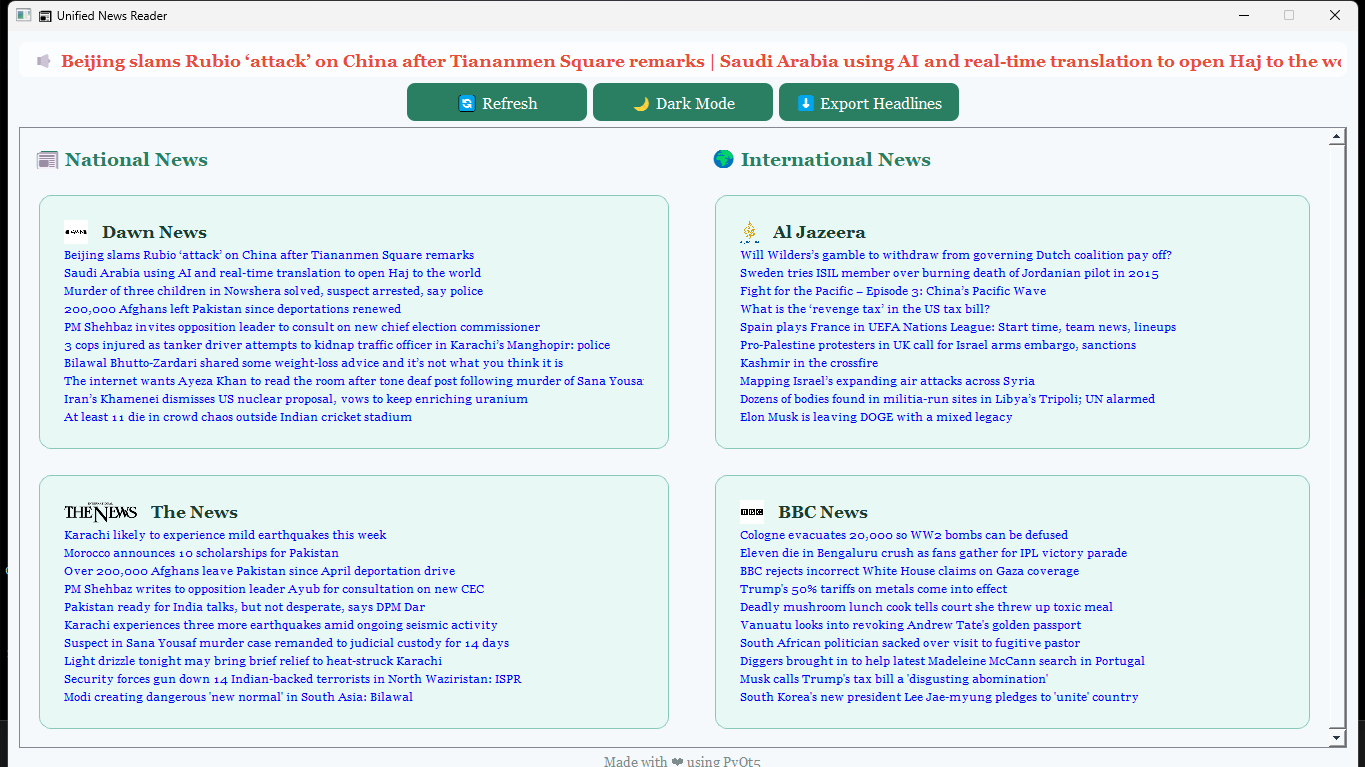 Unified News Reader
Beijing slams Rubio ‘attack’ on China after Tiananmen Square remarks | Saudi Arabia using AI and real-time translation to open Haj to the
Refresh
Dark Mode
Export Headlines
National News
Dawn News
Beijing slams Rubio ‘attack’ on China after Tiananmen Square remarks
Saudi Arabia using AI and real-time translation to open Haj to the world
Murder of three children in Nowshera solved, suspect arrested, say police
200,000 Afghans left Pakistan since deportations renewed
PM Shehbaz invites opposition leader to consult on new chief election commissioner
3 cops injured as tanker driver attempts to kidnap traffic officer in Karachi’s Manghopir: police
Bilawal Bhutto-Zardari shared some weight-loss advice and it’s not what you think it is
The internet wants Ayeza Khan to read the room after tone deaf post following murder of Sana Yousa
Iran’s Khamenei dismisses US nuclear proposal, vows to keep enriching uranium
At least 11 die in crowd chaos outside Indian cricket stadium
INTERNATIONAL
THE NEWS
The News
Karachi likely to experience mild earthquakes this week
Morocco announces 10 scholarships for Pakistan
Over 200,000 Afghans leave Pakistan since April deportation drive
PM Shehbaz writes to opposition leader Ayub for consultation on new CEC
Pakistan ready for India talks, but not desperate, says DPM Dar
Karachi experiences three more earthquakes amid ongoing seismic activity
Suspect in Sana Yousaf murder case remanded to judicial custody for 14 days
Light drizzle tonight may bring brief relief to heat-struck Karachi
Security forces gun down 14 Indian-backed terrorists in North Waziristan: ISPR
Modi creating dangerous 'new normal' in South Asia: Bilawal
International News
Al Jazeera
Will Wilders’s gamble to withdraw from governing Dutch coalition pay off?
Sweden tries ISIL member over burning death of Jordanian pilot in 2015
Fight for the Pacific – Episode 3: China’s Pacific Wave
What is the ‘revenge tax’ in the US tax bill?
Spain plays France in UEFA Nations League: Start time, team news, lineups
Pro-Palestine protesters in UK call for Israel arms embargo, sanctions
Kashmir in the crossfire
Mapping Israel’s expanding air attacks across Syria
Dozens of bodies found in militia-run sites in Libya’s Tripoli; UN alarmed
Elon Musk is leaving DOGE with a mixed legacy
BBC
BBC News
Cologne evacuates 20,000 so WW2 bombs can be defused
Eleven die in Bengaluru crush as fans gather for IPL victory parade
BBC rejects incorrect White House claims on Gaza coverage
Trump's 50% tariffs on metals come into effect
Deadly mushroom lunch cook tells court she threw up toxic meal
Vanuatu looks into revoking Andrew Tate's golden passport
South African politician sacked over visit to fugitive pastor
Diggers brought in to help latest Madeleine McCann search in Portugal
Musk calls Trump's tax bill a 'disgusting abomination'
South Korea's new president Lee Jae-myung pledges to 'unite' country
Made with ❤ using PyQt5